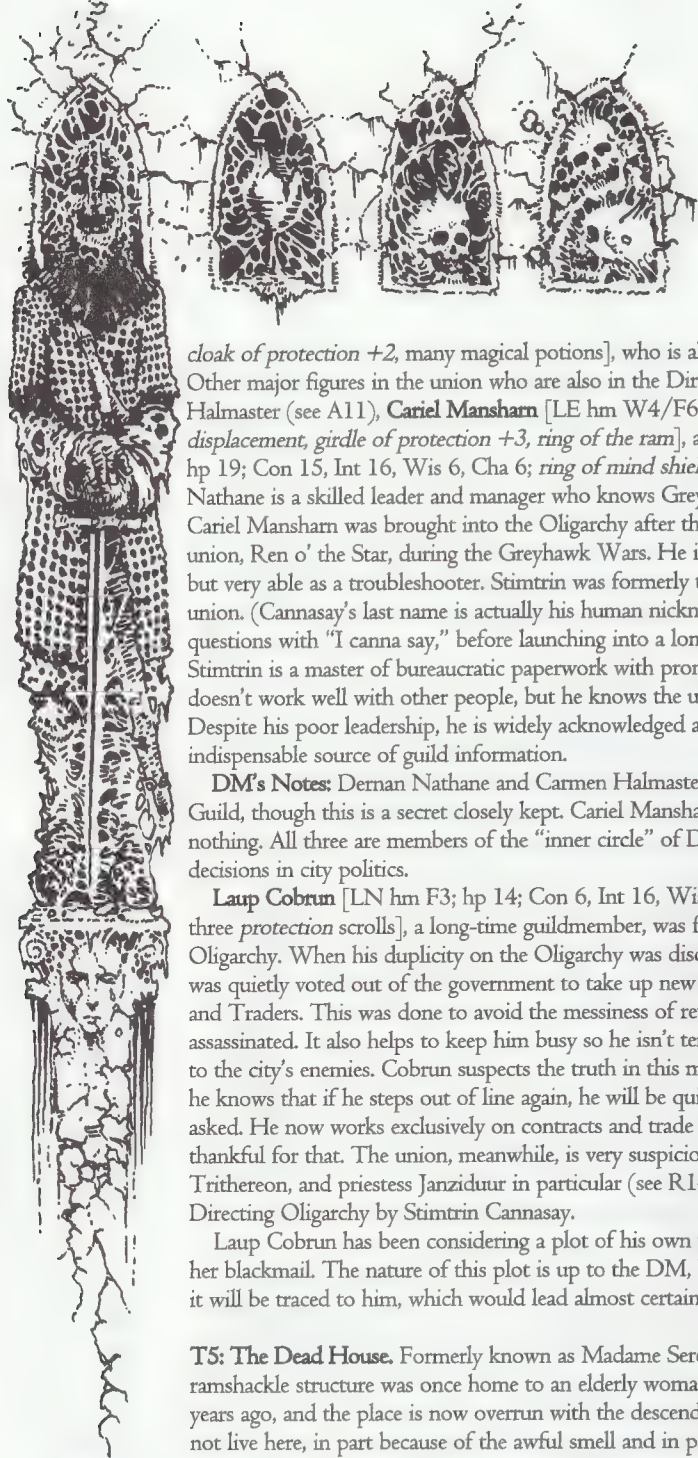 cloak of protection +2, many magical potions], who is al
Other major figures in the union who are also in the Dir
Halmaster (see A11), Cariel Mansharn [LE hm W4/F6
displacement, girdle of protection +3, ring of the ram], a
hp 19; Con 15, Int 16, Wis 6, Cha 6; ring of mind shiel
Nathane is a skilled leader and manager who knows Grey
Cariel Mansharn was brought into the Oligarchy after th
union, Ren o' the Star, during the Greyhawk Wars. He i
but very able as a troubleshooter. Stimtrin was formerly t
union. (Cannasay's last name is actually his human nickn
questions with "I canna say," before launching into a lon
Stimtrin is a master of bureaucratic paperwork with pron
doesn't work well with other people, but he knows the u
Despite his poor leadership, he is widely acknowledged a
indispensable source of guild information.
DM's Notes: Dernan Nathane and Carmen Halmaste
Guild, though this is a secret closely kept. Cariel Mansha
nothing. All three are members of the "inner circle" of D
decisions in city politics.
Laup Cobrun [LN hm F3; hp 14; Con 6, Int 16, Wi
three protection scrolls], a long-time guildmember, was f
Oligarchy. When his duplicity on the Oligarchy was disc
was quietly voted out of the government to take up new
and Traders. This was done to avoid the messiness of re
assassinated. It also helps to keep him busy so he isn't te
to the city's enemies. Cobrun suspects the truth in this m
he knows that if he steps out of line again, he will be qui
asked. He now works exclusively on contracts and trade
thankful for that. The union, meanwhile, is very suspicio
Trithereon, and priestess Janziduur in particular (see R1
Directing Oligarchy by Stimtrin Cannasay.
Laup Cobrun has been considering a plot of his own
her blackmail. The nature of this plot is up to the DM,
it will be traced to him, which would lead almost certain
T5: The Dead House. Formerly known as Madame Ser
ramshackle structure was once home to an elderly woma
years ago, and the place is now overrun with the descend
not live here, in part because of the awful smell and in p